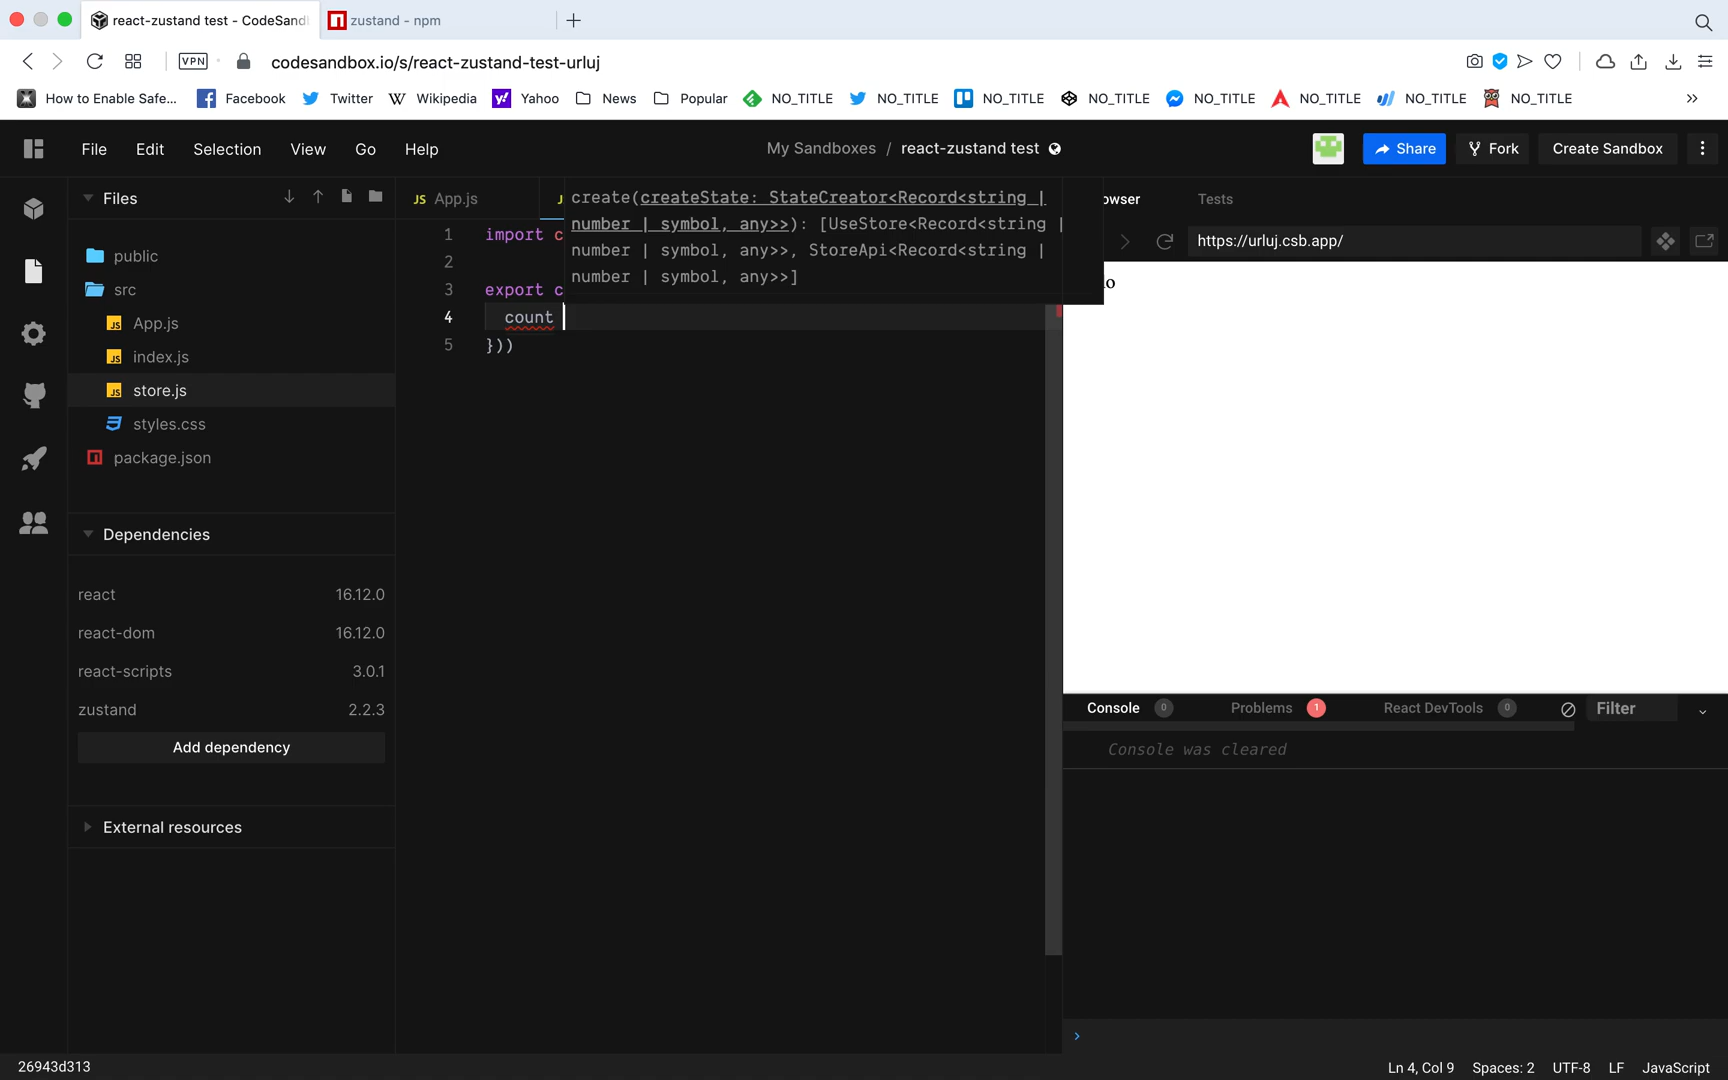 react-zustand test - CodeSand
zustand - npm
VPN
codesandbox.io/s/react-zustand-test-urluj
How to Enable Safe...
Facebook
Twitter
Wikipedia
Yahoo
News
Popular
NO_TITLE
NO_TITLE
NO_TITLE
NO_TITLE
NO_TITLE
NO_TITLE
NO_TITLE
NO_TITLE
File
Edit
Selection
View
Go
Help
My Sandboxes / react-zustand test
Share
Fork
Create Sandbox
Files
public
src
App.js
index.js
store.js
styles.css
package.json
Dependencies
react 16.12.0
react-dom 16.12.0
react-scripts 3.0.1
zustand 2.2.3
Add dependency
External resources
JS App.js
create(createState: StateCreator<Record<string |
number | symbol, any>>): [UseStore<Record<string |
number | symbol, any>>, StoreApi<Record<string |
number | symbol, any>>]
1 import c
2
3 export c
4 count
5 }))
owser
Tests
https://urluj.csb.app/
lo
Console 0
Problems 1
React DevTools 0
Filter
Console was cleared
26943d313
Ln 4, Col 9
Spaces: 2
UTF-8
LF
JavaScript